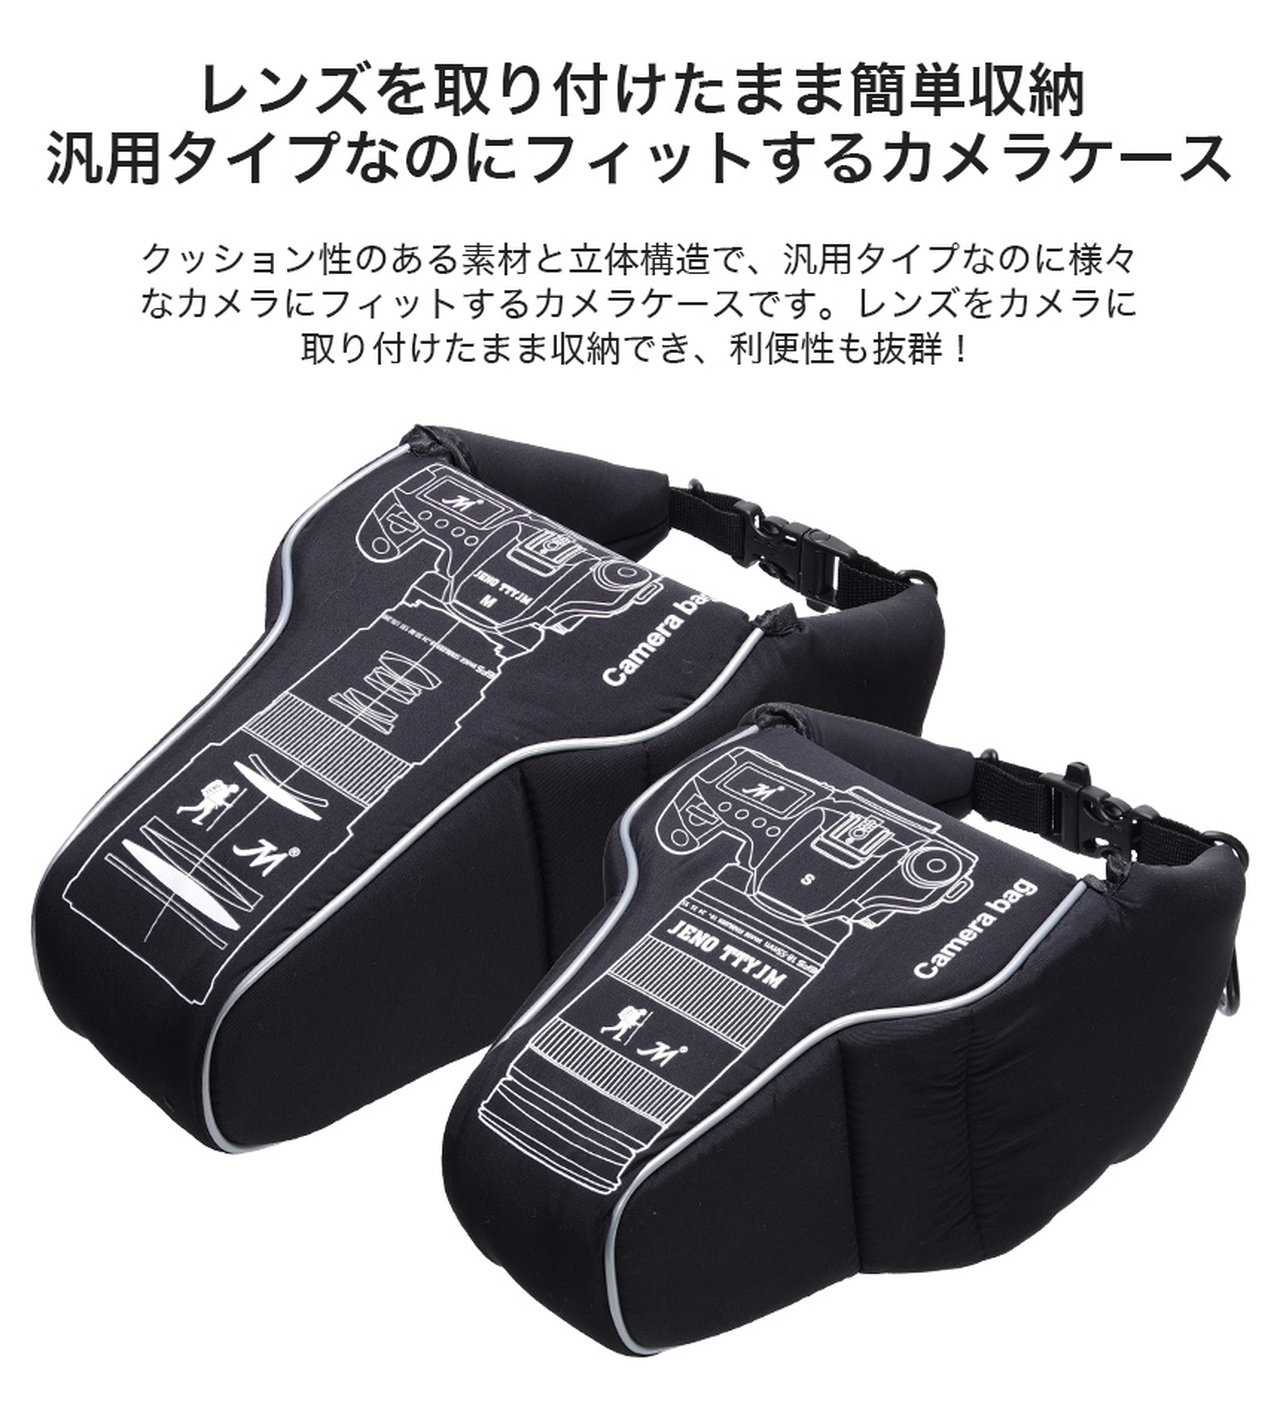 レンズを取り付けたまま簡単収納
汎用タイプなのにフィットするカメラケース
クッション性のある素材と立体構造で、汎用タイプなのに様々
なカメラにフィットするカメラケースです。レンズをカメラに
取り付けたまま収納でき、利便性も抜群！
JENO TTYJM
M
Camera bag
S
Camera bag
JENO TTYJM